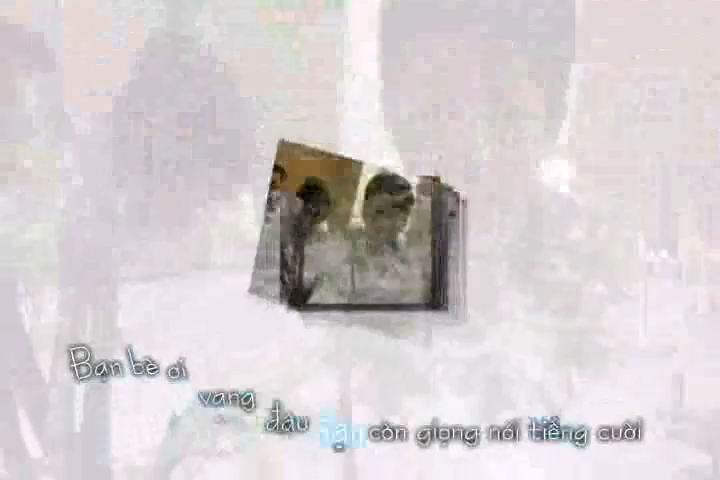 Bạn bè ơi
vang
đâu
còn giọng nói tiếng cười